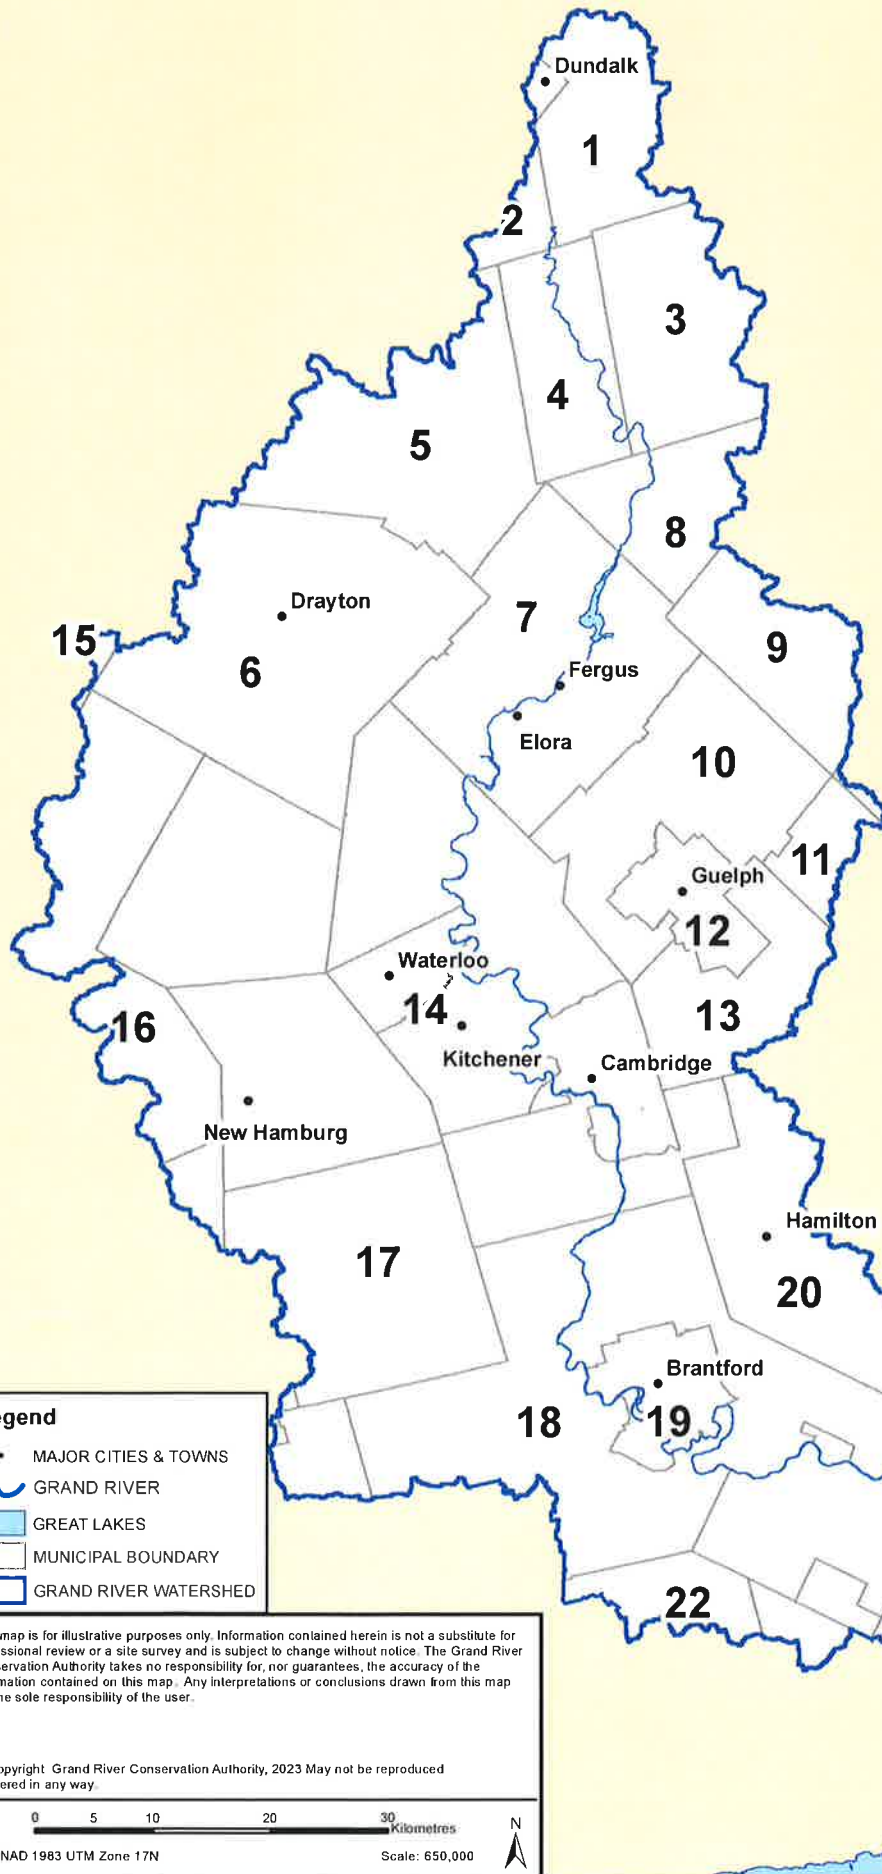 Dundalk
1
2
3
4
5
8
Drayton
7
15
9
6
Fergus
Elora
10
11
Guelph
12
Waterloo
14
13
16
Kitchener
Cambridge
New Hamburg
Hamilton
17
20
Brantford
18
19
22
egend
MAJOR CITIES & TOWNS
GRAND RIVER
GREAT LAKES
MUNICIPAL BOUNDARY
GRAND RIVER WATERSHED
map is for illustrative purposes only. Information contained herein is not a substitute for
ssional review or a site survey and is subject to change without notice. The Grand River
servation Authority takes no responsibility for, nor guarantees, the accuracy of the
mation contained on this map. Any interpretations or conclusions drawn from this map
ne sole responsibility of the user.
opyright Grand River Conservation Authority, 2023 May not be reproduced
ered in any way.
0 5 10 20 30
Kilometres
N
NAD 1983 UTM Zone 17N
Scale: 650,000